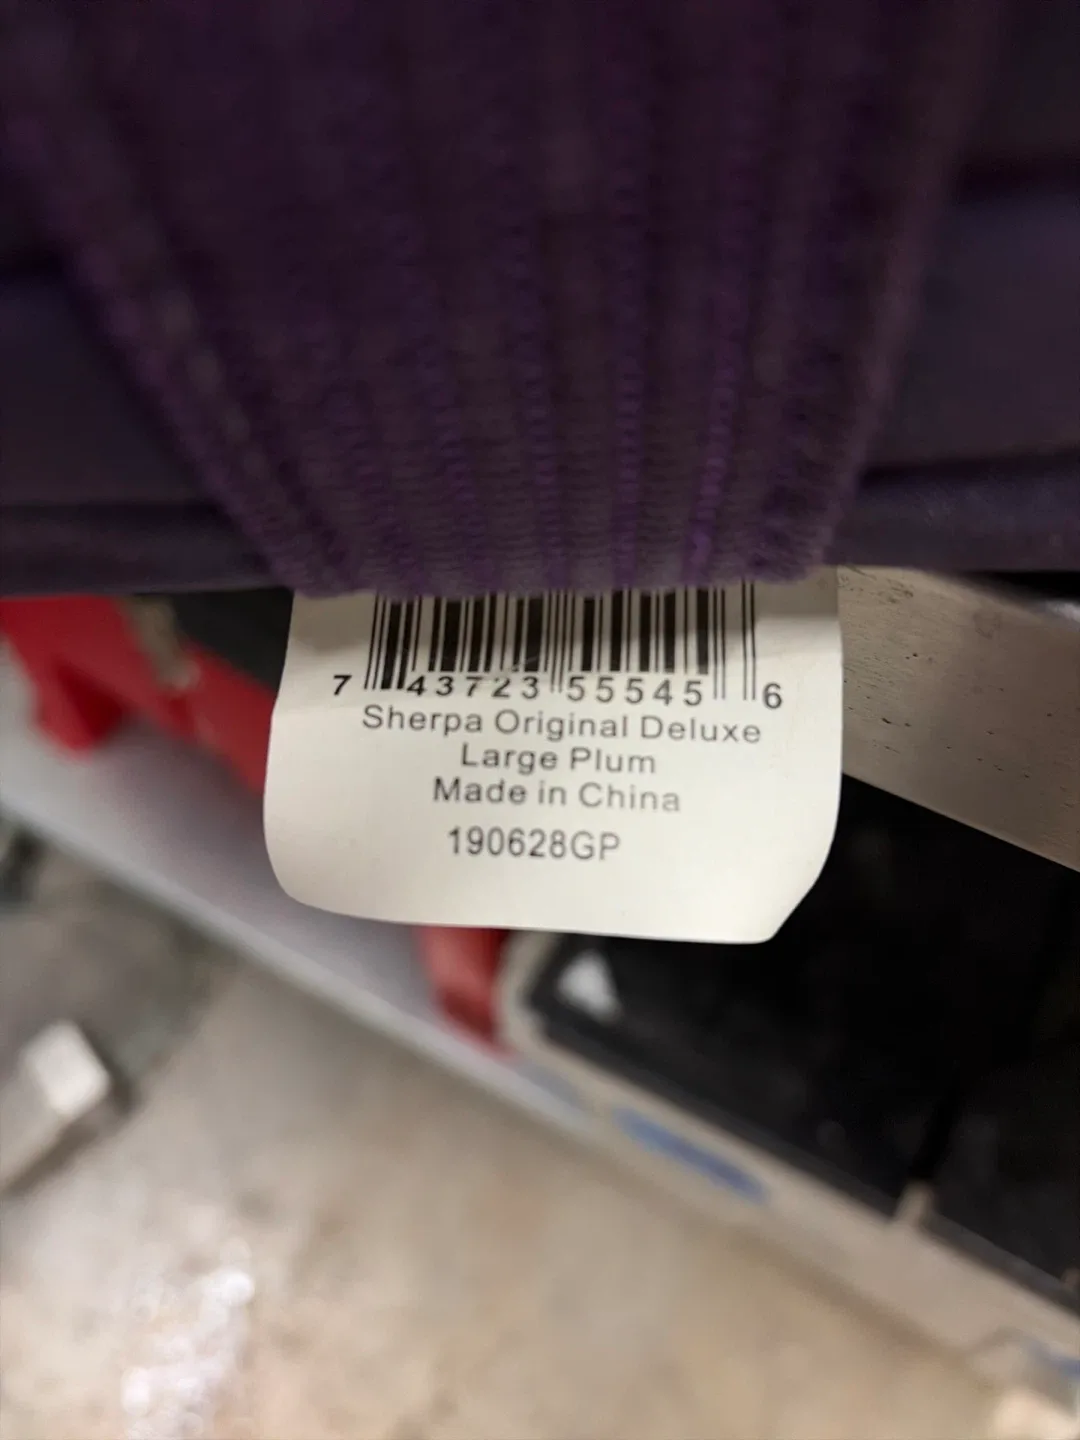 7 43723 55545 6
Sherpa Original Deluxe
Large Plum
Made in China
190628GP